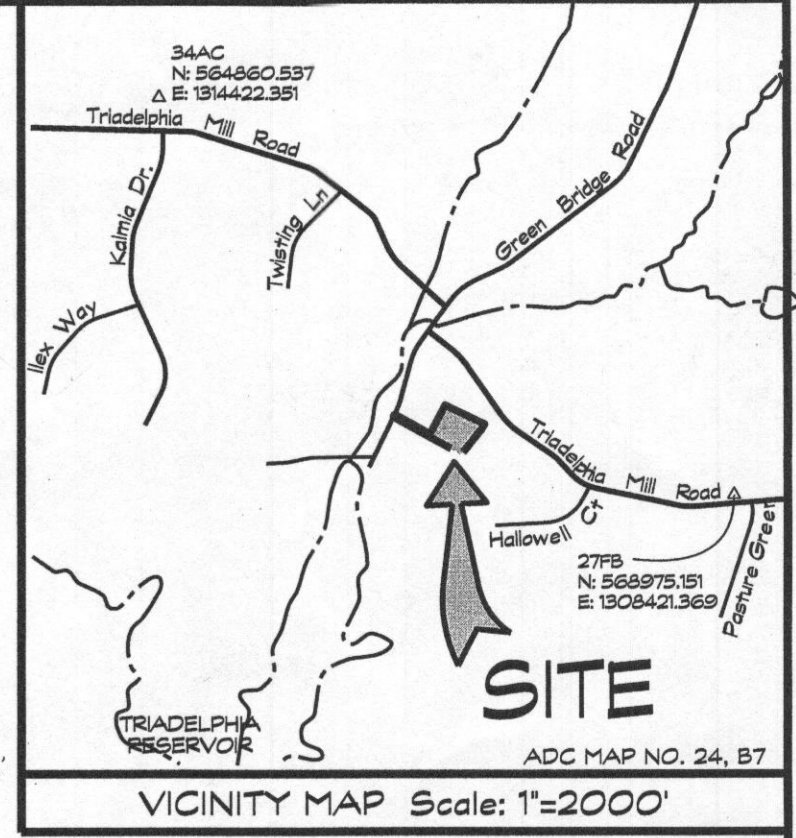 34AC
N: 564860.537
E: 1314422.351
Triadelphia Mill Road
Kalmia Dr.
Twisting Ln
Green Bridge Road
Ilex Way
Triadelphia Mill Road
Hallowell Ct
Pasture Green
27FB
N: 568975.151
E: 1308421.369
SITE
TRIADELPHIA
RESERVOIR
ADC MAP NO. 24, B7
VICINITY MAP Scale: 1"=2000'